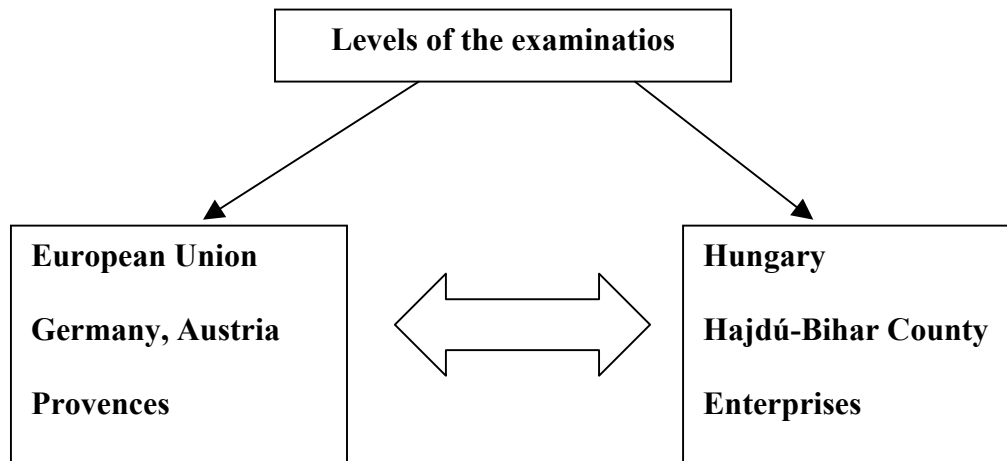 Levels of the examinatios
European Union
Germany, Austria
Provences
Hungary
Hajdú-Bihar County
Enterprises